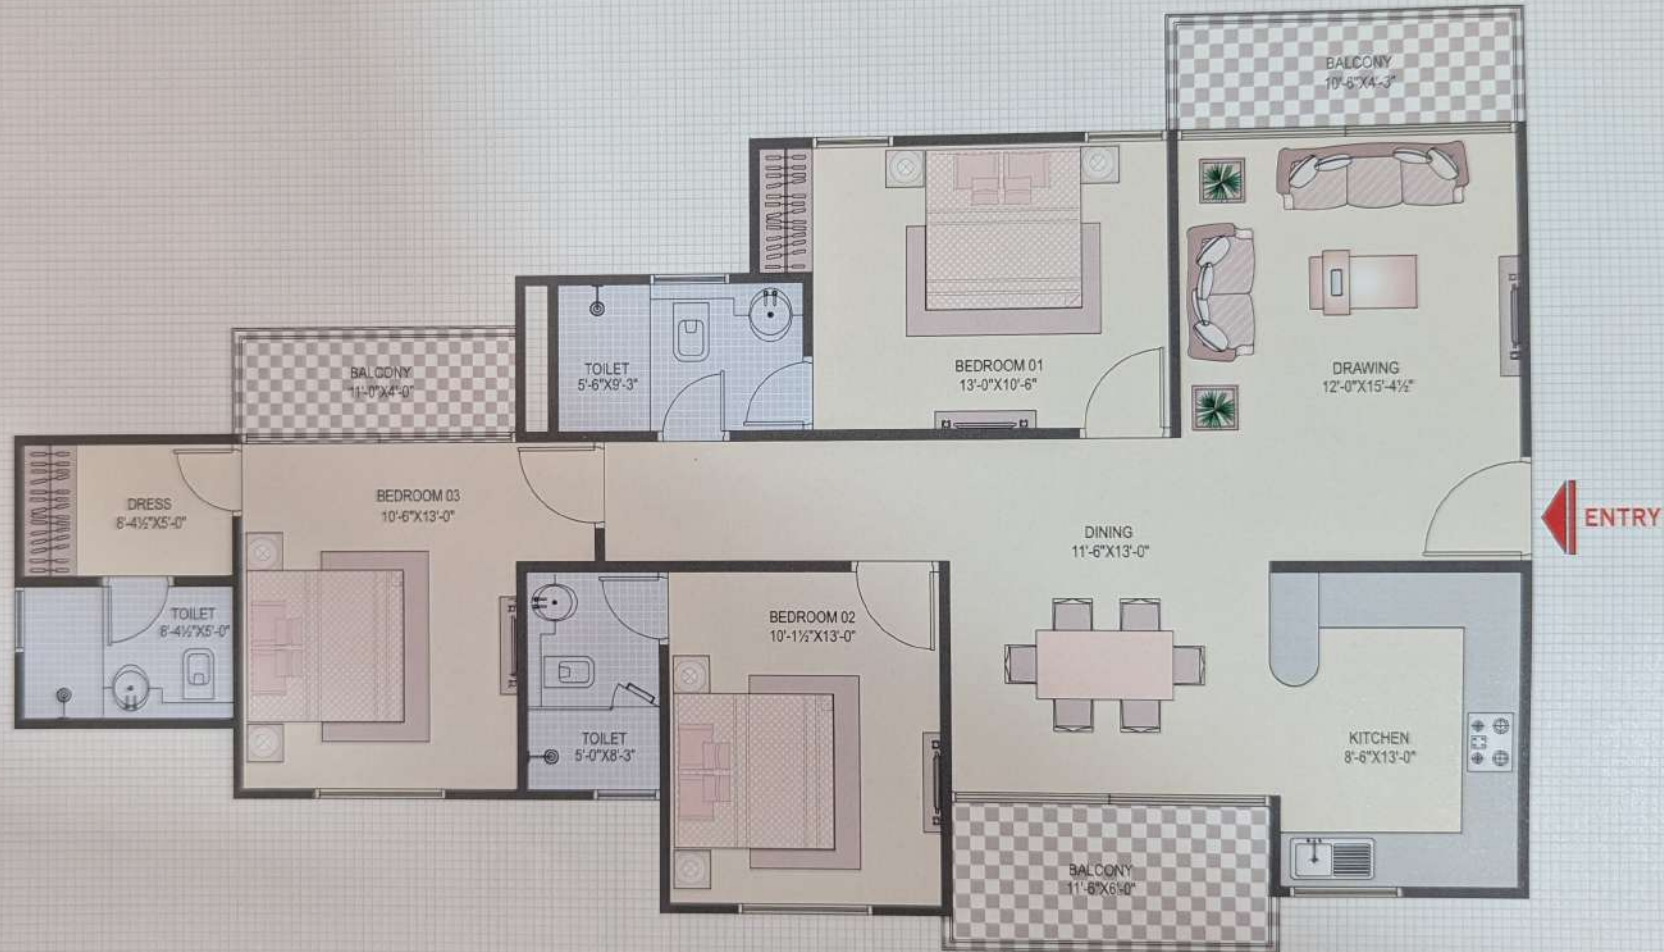 BALCONY
10'-6"X4'-3"
BEDROOM 01
13'-0"X10'-6"
DRAWING
12'-0"X15'-4½"
TOILET
5'-6"X9'-3"
BALCONY
11'-0"X4'-0"
DRESS
8'-4½"X5'-0"
BEDROOM 03
10'-6"X13'-0"
DINING
11'-6"X13'-0"
ENTRY
TOILET
8'-4½"X5'-0"
BEDROOM 02
10'-1½"X13'-0"
TOILET
5'-0"X8'-3"
KITCHEN
8'-6"X13'-0"
BALCONY
11'-6"X6'-0"